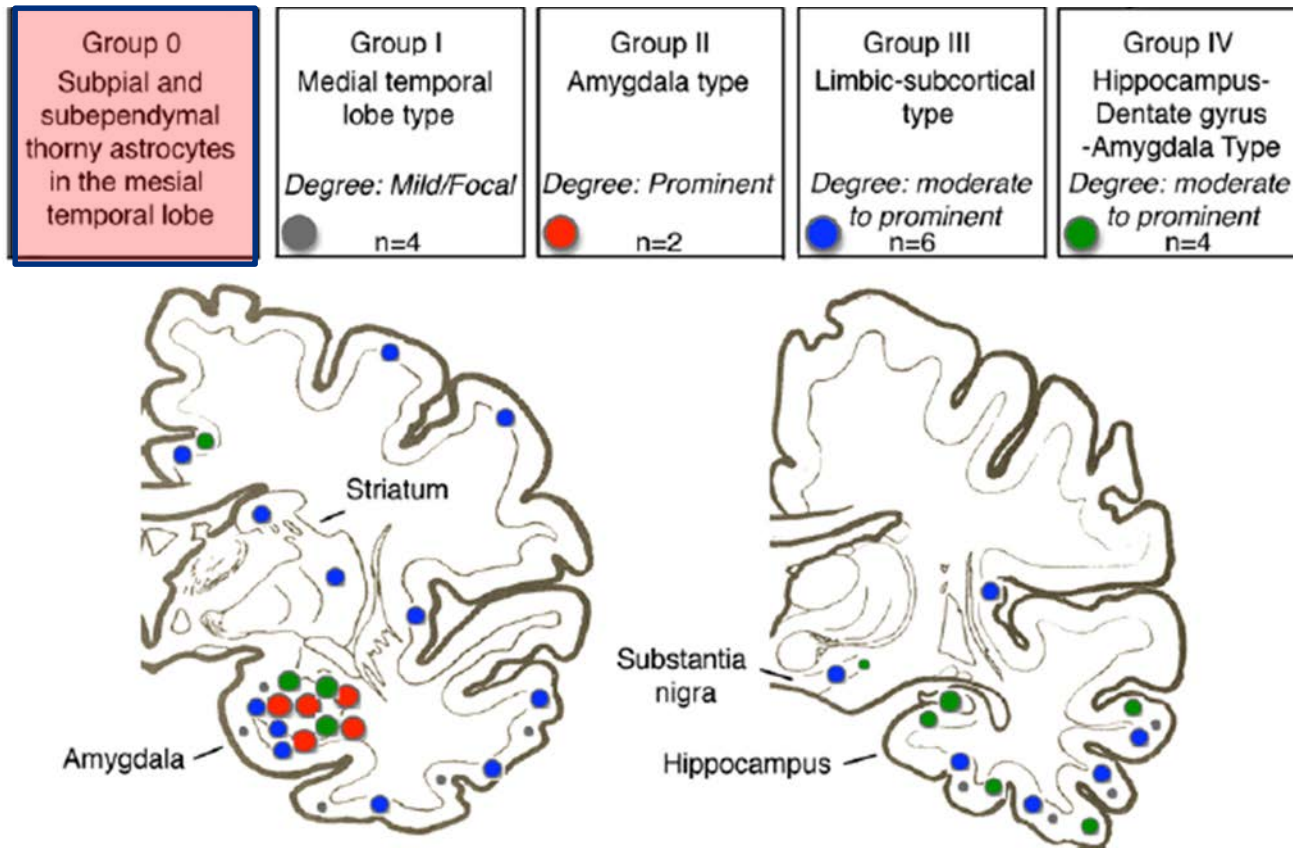 Group 0
Subpial and
subependymal
thorny astrocytes
in the mesial
temporal lobe
Group I
Medial temporal
lobe type
Degree: Mild/Focal
n=4
Group II
Amygdala type
Degree: Prominent
n=2
Group III
Limbic-subcortical
type
Degree: moderate
to prominent
n=6
Group IV
Hippocampus-
Dentate gyrus
-Amygdala Type
Degree: moderate
to prominent
n=4
Striatum
Amygdala
Substantia
nigra
Hippocampus